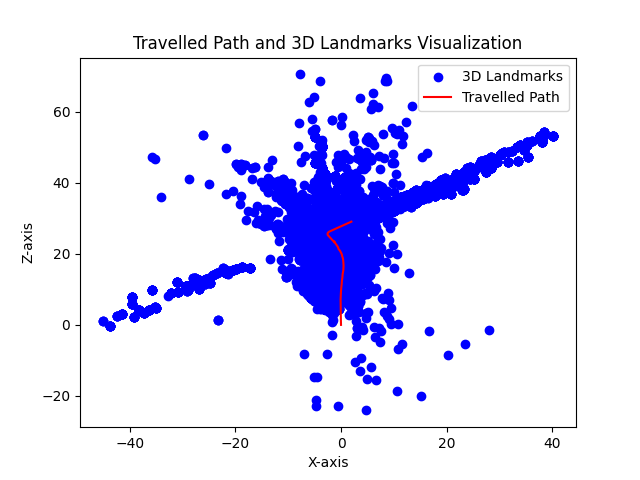 Travelled Path and 3D Landmarks Visualization
3D Landmarks
Travelled Path
60
40
20
0
−20
Z-axis
−40
−20
0
20
40
X-axis